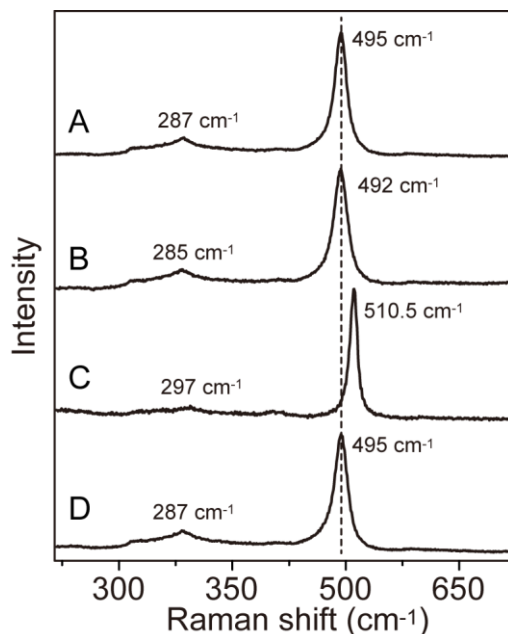 495 cm⁻¹
A
287 cm⁻¹
492 cm⁻¹
B
285 cm⁻¹
510.5 cm⁻¹
C
297 cm⁻¹
495 cm⁻¹
D
287 cm⁻¹
Intensity
300 350 500 650
Raman shift (cm⁻¹)